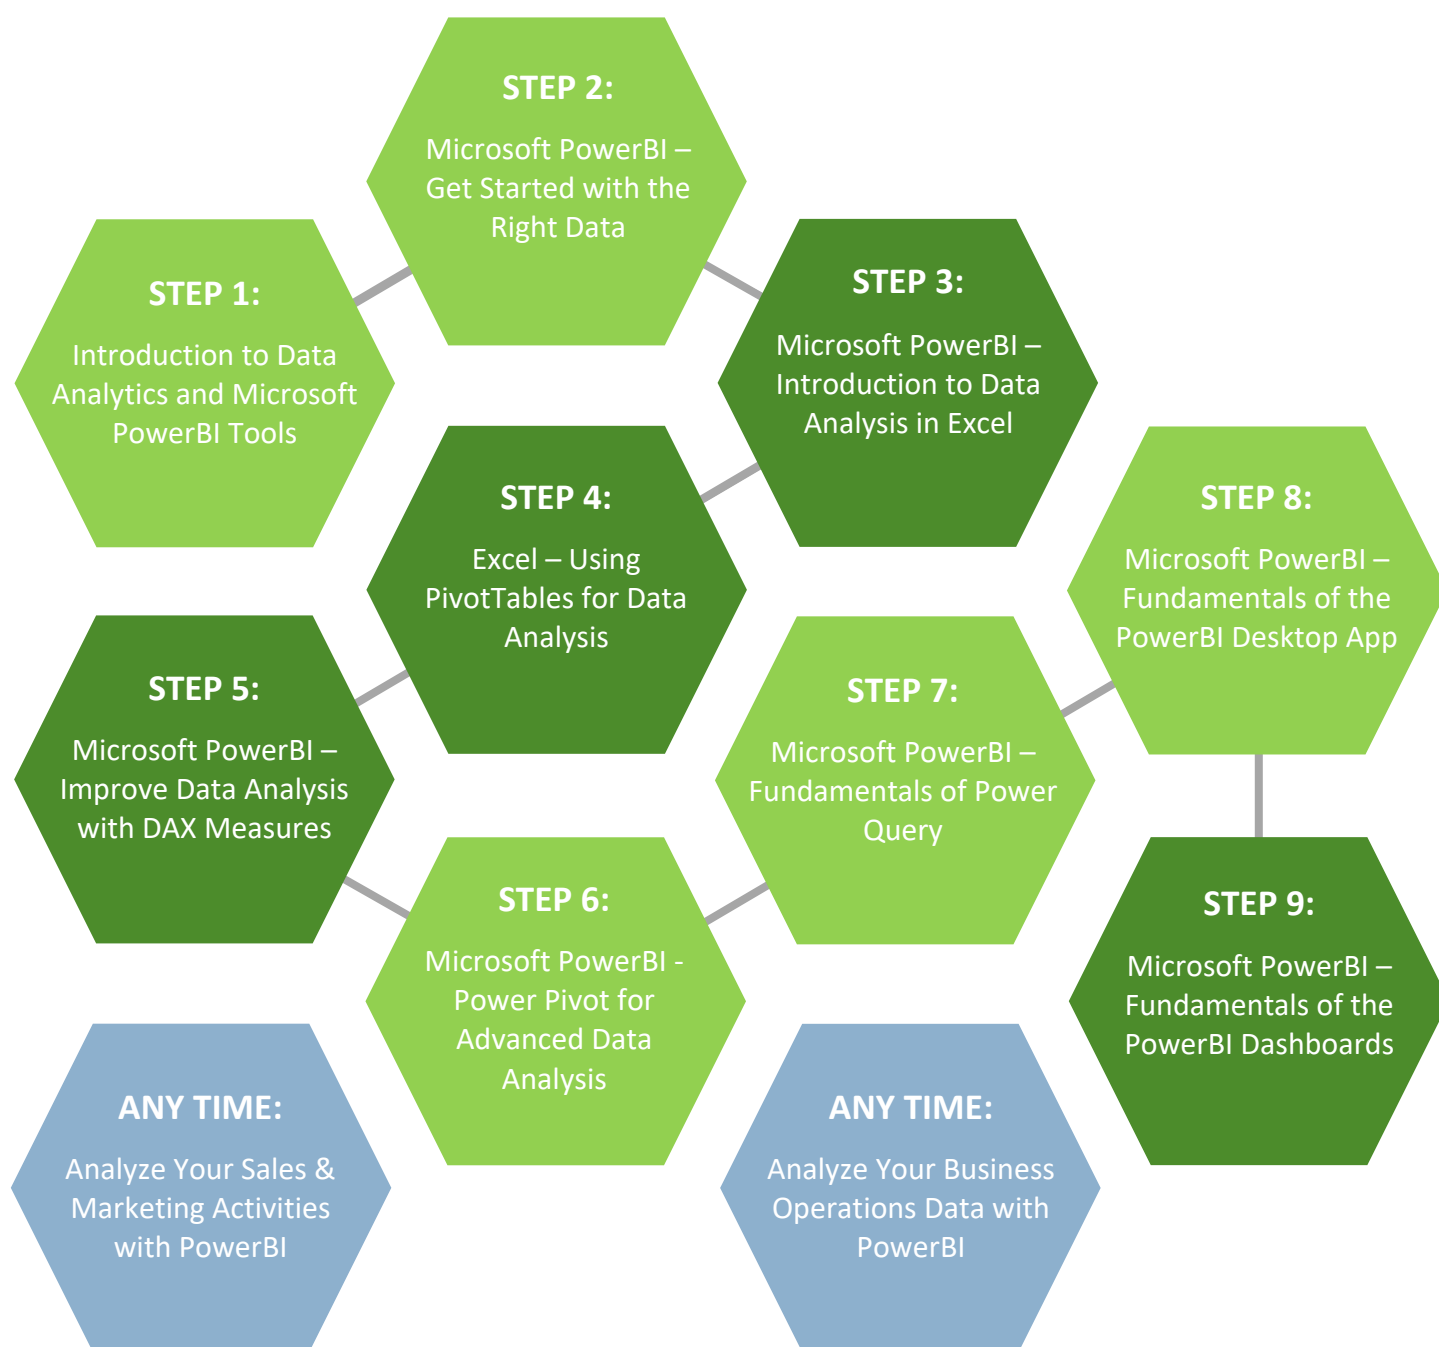 STEP 1:
Introduction to Data
Analytics and Microsoft
PowerBI Tools
STEP 2:
Microsoft PowerBI –
Get Started with the
Right Data
STEP 3:
Microsoft PowerBI –
Introduction to Data
Analysis in Excel
STEP 4:
Excel – Using
PivotTables for Data
Analysis
STEP 5:
Microsoft PowerBI –
Improve Data Analysis
with DAX Measures
STEP 6:
Microsoft PowerBI -
Power Pivot for
Advanced Data
Analysis
STEP 7:
Microsoft PowerBI –
Fundamentals of Power
Query
STEP 8:
Microsoft PowerBI –
Fundamentals of the
PowerBI Desktop App
STEP 9:
Microsoft PowerBI –
Fundamentals of the
PowerBI Dashboards
ANY TIME:
Analyze Your Sales &
Marketing Activities
with PowerBI
ANY TIME:
Analyze Your Business
Operations Data with
PowerBI